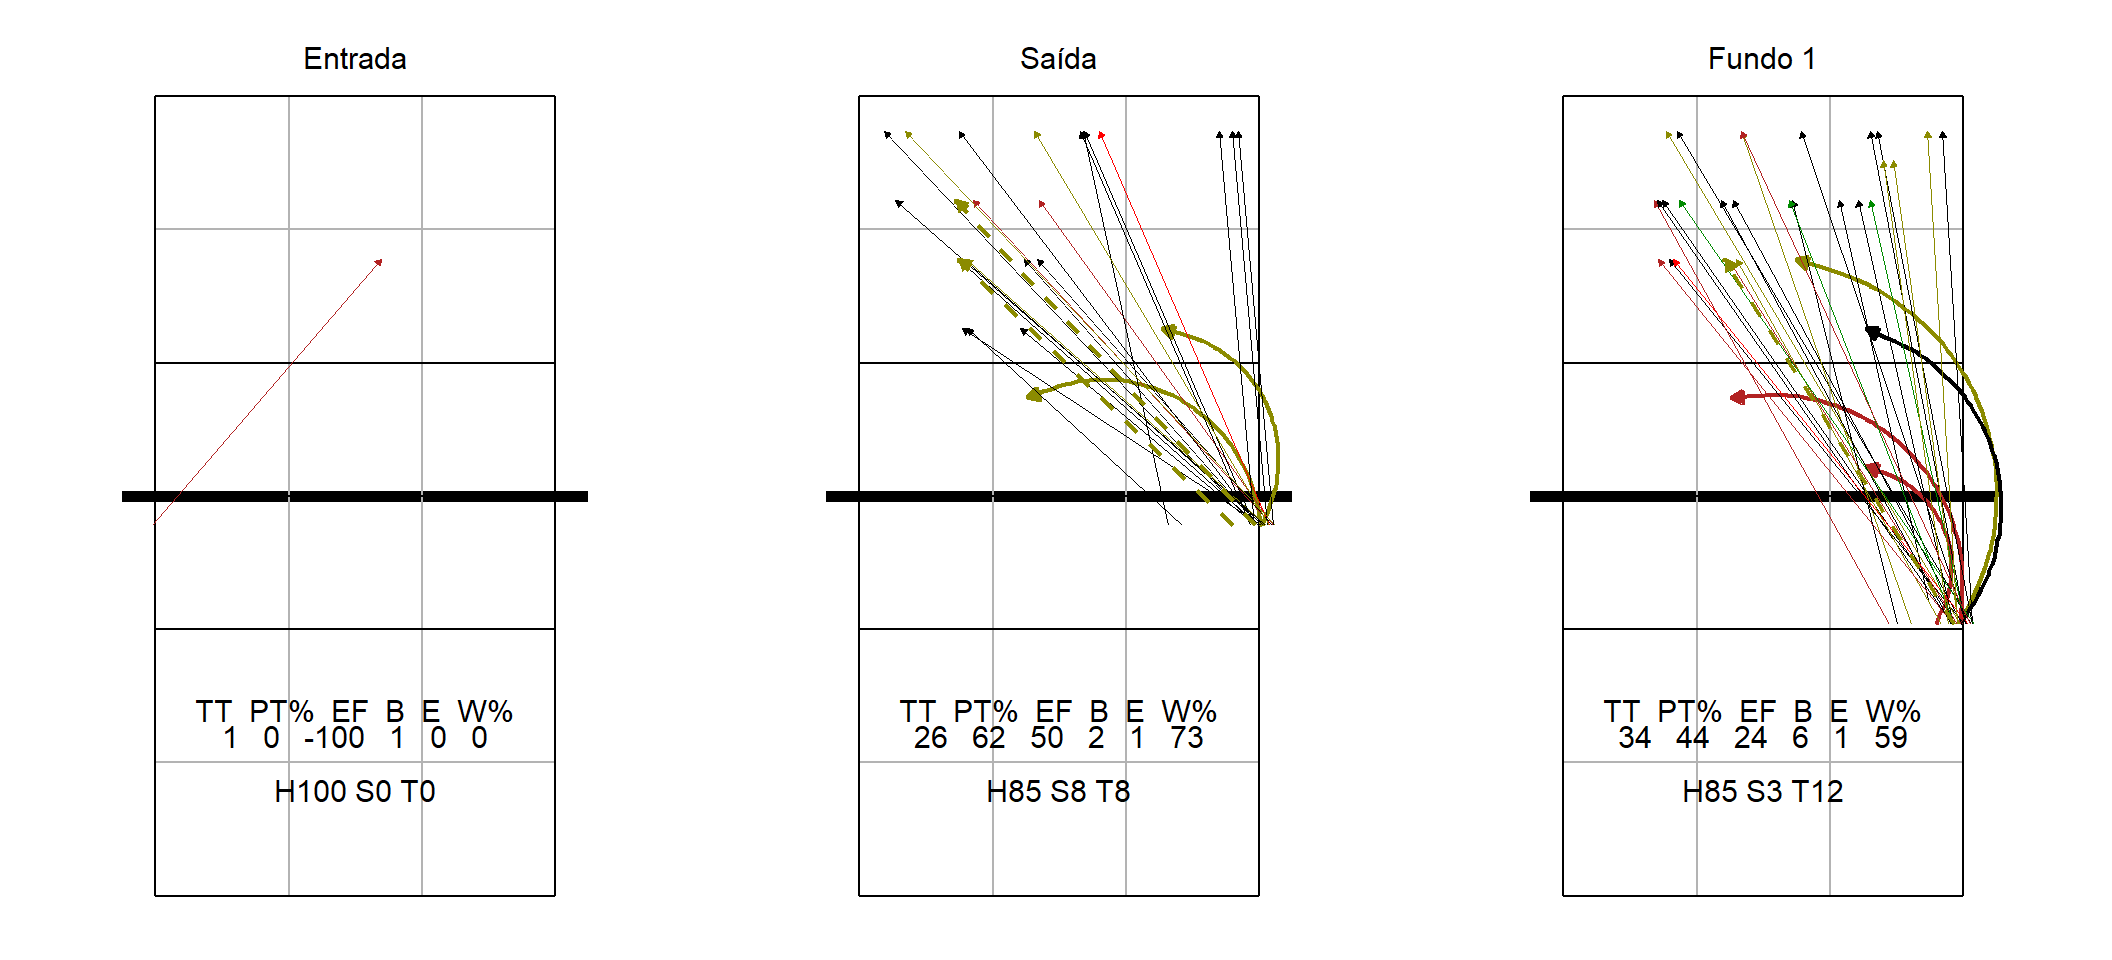 Entrada
TT PT% EF B E W%
1 0 -100 1 0 0
H100 S0 T0
Saída
TT PT% EF B E W%
26 62 50 2 1 73
H85 S8 T8
Fundo 1
TT PT% EF B E W%
34 44 24 6 1 59
H85 S3 T12